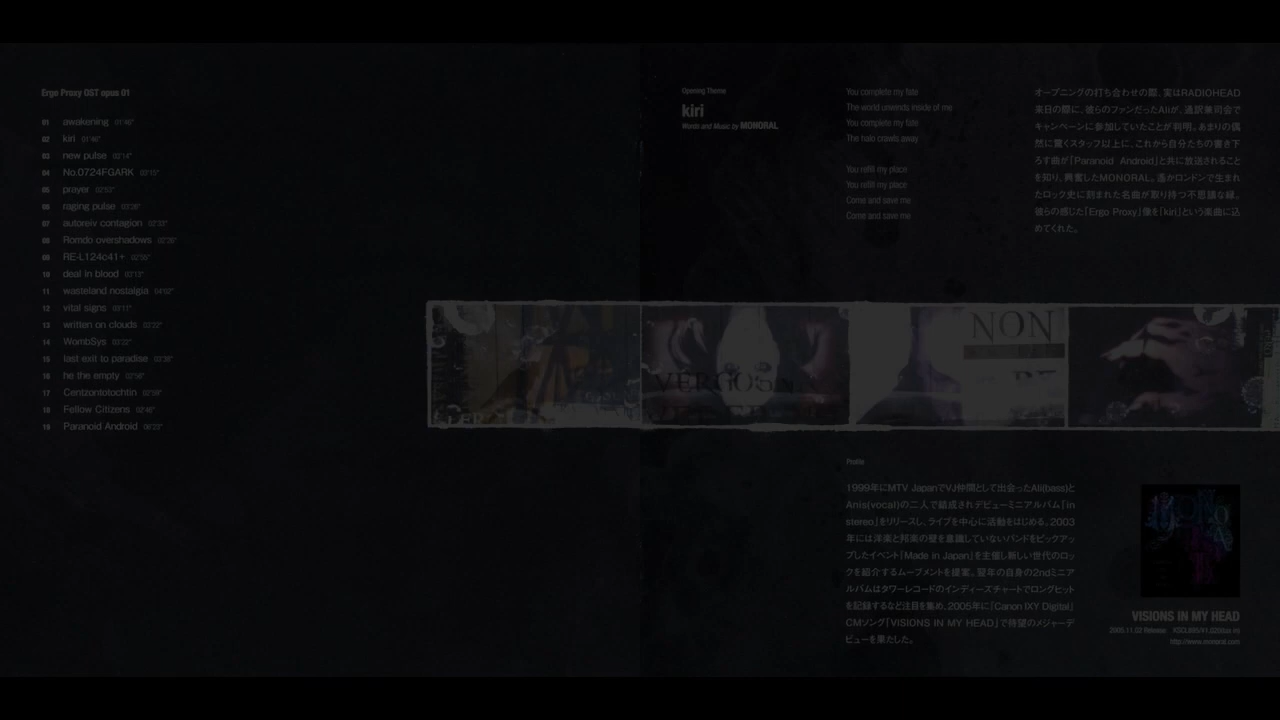 Ergo Proxy OST opus 01
01 awakening 01'46"
02 kiri 01'46"
03 new pulse 03'14"
04 No.0724FGARK 03'15"
05 prayer 02'53"
06 raging pulse 03'36"
07 autoreiv contagion 02'33"
08 Romdo overshadows 02'26"
09 RE-L124c41+ 02'55"
10 deal in blood 03'13"
11 wasteland nostalgia 04'02"
12 vital signs 01'11"
13 written on clouds 02'22"
14 WombSys 03'22"
15 last exit to paradise 03'36"
16 he the empty 02'56"
17 Centzontotochtin 02'59"
18 Fellow Citizens 02'46"
19 Paranoid Android 06'23"
Opening Theme
kiri
Words and Music by MONORAL
You complete my fate
The world unwinds inside of me
You complete my fate
The halo crawls away
You refill my place
You refill my place
Come and save me
Come and save me
オープニングの打ち合わせの際、実はRADIOHEAD
来日の際に、彼らのファンだったAliが、通訳兼司会で
キャンペーンに参加していたことが判明。あまりの偶
然に驚くスタッフ以上に、これから自分たちの書き下
ろす曲が「Paranoid Android」と共に放送されること
を知り、興奮したMONORAL。遙かロンドンで生まれ
たロック史に刻まれた名曲が取り持つ不思議な縁。
彼らの感じた「Ergo Proxy」像を「kiri」という楽曲に込
めてくれた。
VERGOS
NON
Profile
1999年にMTV JapanでVJ仲間として出会ったAli(bass)と
Anis(vocal)の二人で結成されデビューミニアルバム「in
stereo」をリリースし、ライブを中心に活動をはじめる。2003
年には洋楽と邦楽の壁を意識していないバンドをピックアッ
プしたイベント「Made in Japan」を主催し新しい世代のロッ
クを紹介するムーブメントを提案。翌年の自身の2ndミニア
ルバムはタワーレコードのインディーズチャートでロングヒット
を記録するなど注目を集め、2005年に「Canon IXY Digital」
CMソング「VISIONS IN MY HEAD」で待望のメジャーデ
ビューを果たした。
VISIONS IN MY HEAD
2005.11.02 Release KSCL895/¥1,020(tax in)
http://www.monoral.com